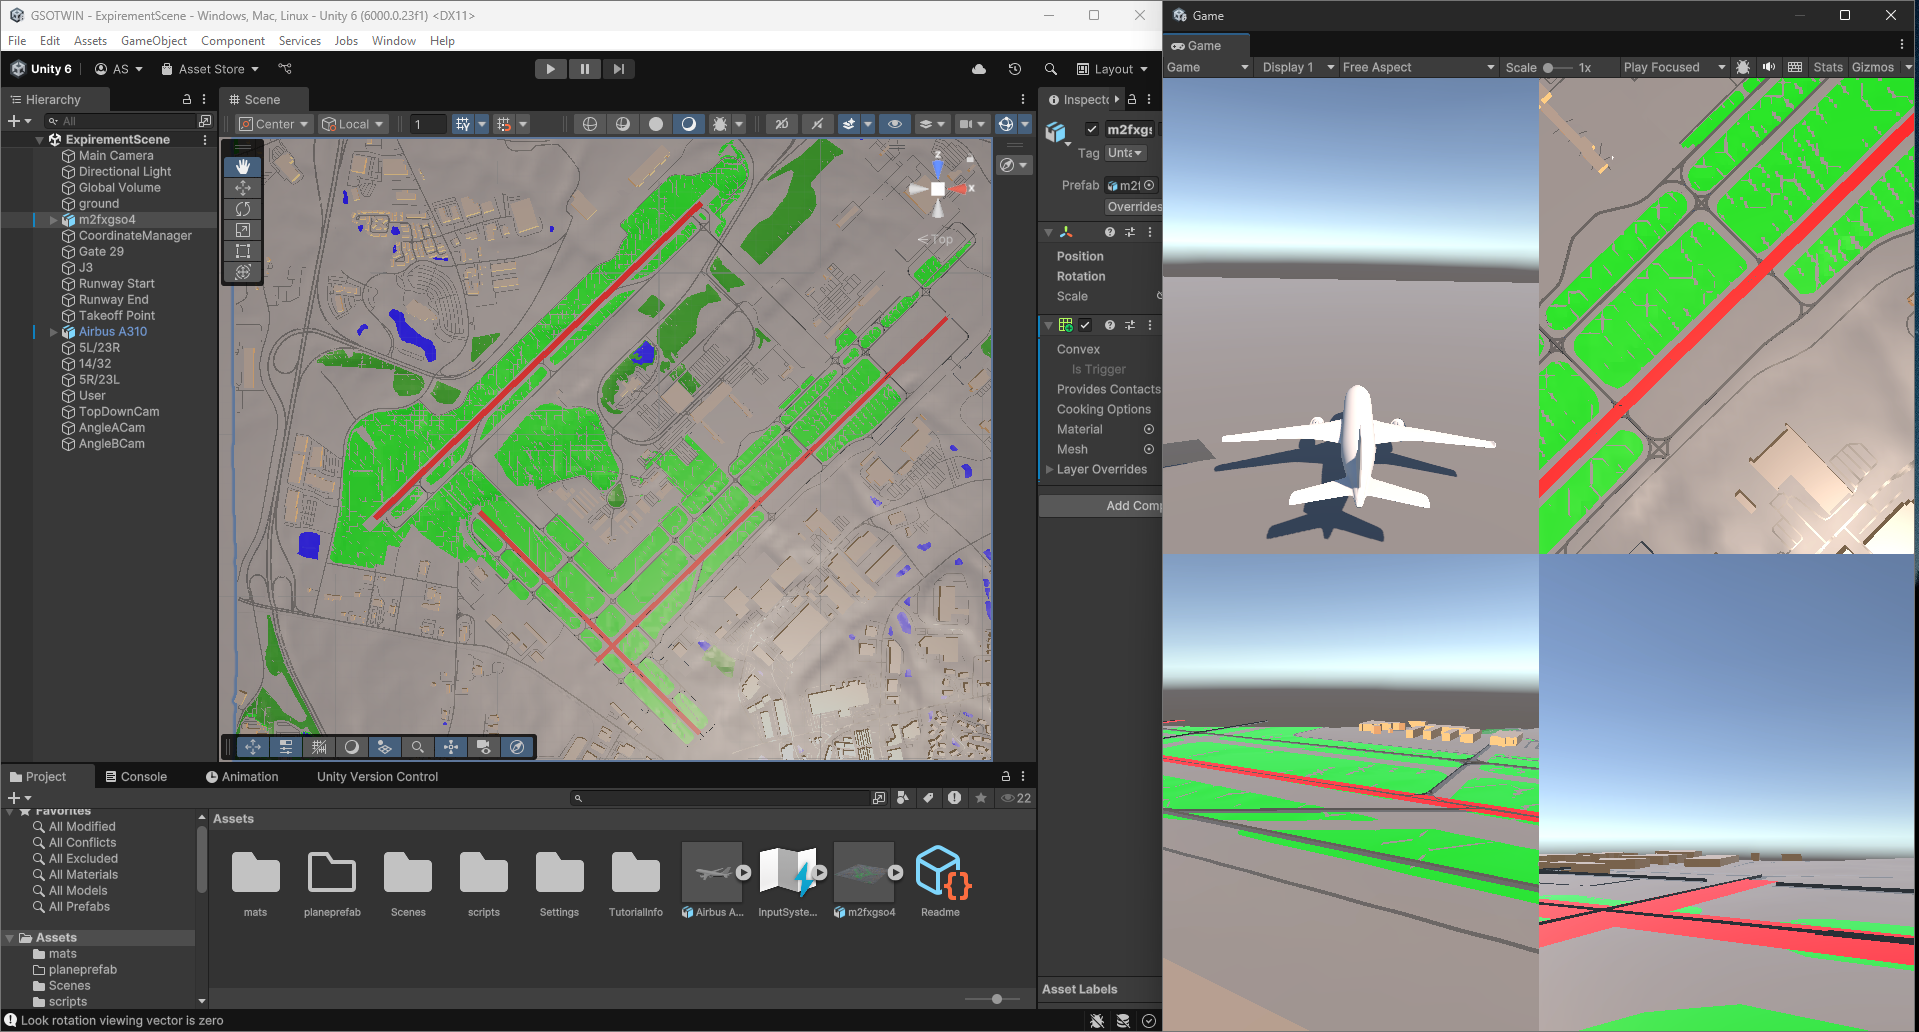 GSOTWIN - ExpirementScene - Windows, Mac, Linux - Unity 6 (6000.0.23f1) <DX11>
File Edit Assets GameObject Component Services Jobs Window Help
Unity 6 AS Asset Store Layout
Hierarchy
All
ExpirementScene
Main Camera
Directional Light
Global Volume
ground
m2fxgso4
CoordinateManager
Gate 29
J3
Runway Start
Runway End
Takeoff Point
Airbus A310
5L/23R
14/32
5R/23L
User
TopDownCam
AngleACam
AngleBCam
Scene
Center Local 1 2D
z
x
Top
Inspecto
m2fxgs
Tag Unta
Prefab m2f
Overrides
Position
Rotation
Scale
Convex
Is Trigger
Provides Contacts
Cooking Options
Material
Mesh
Layer Overrides
Add Comp
Asset Labels
Project Console Animation Unity Version Control
22
Favorites
All Modified
All Conflicts
All Excluded
All Materials
All Models
All Prefabs
Assets
mats
planeprefab
Scenes
scripts
Assets
mats planeprefab Scenes scripts Settings TutorialInfo Airbus A... InputSyste... m2fxgso4 Readme
Look rotation viewing vector is zero
Game
Game
Game Display 1 Free Aspect Scale 1x Play Focused Stats Gizmos